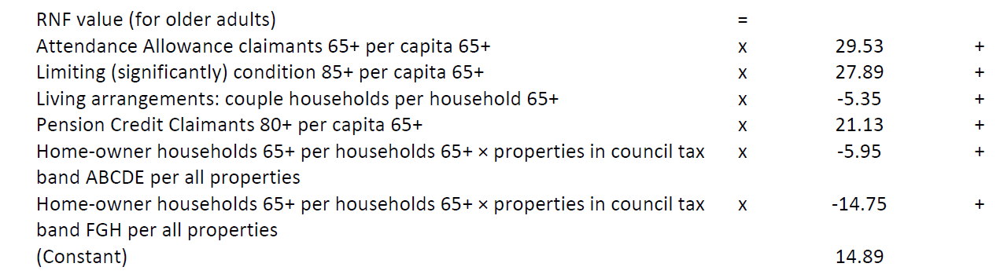 RNF value (for older adults) =
Attendance Allowance claimants 65+ per capita 65+ x 29.53 +
Limiting (significantly) condition 85+ per capita 65+ x 27.89 +
Living arrangements: couple households per household 65+ x -5.35 +
Pension Credit Claimants 80+ per capita 65+ x 21.13 +
Home-owner households 65+ per households 65+ × properties in council tax x -5.95 +
band ABCDE per all properties
Home-owner households 65+ per households 65+ × properties in council tax x -14.75 +
band FGH per all properties
(Constant) 14.89